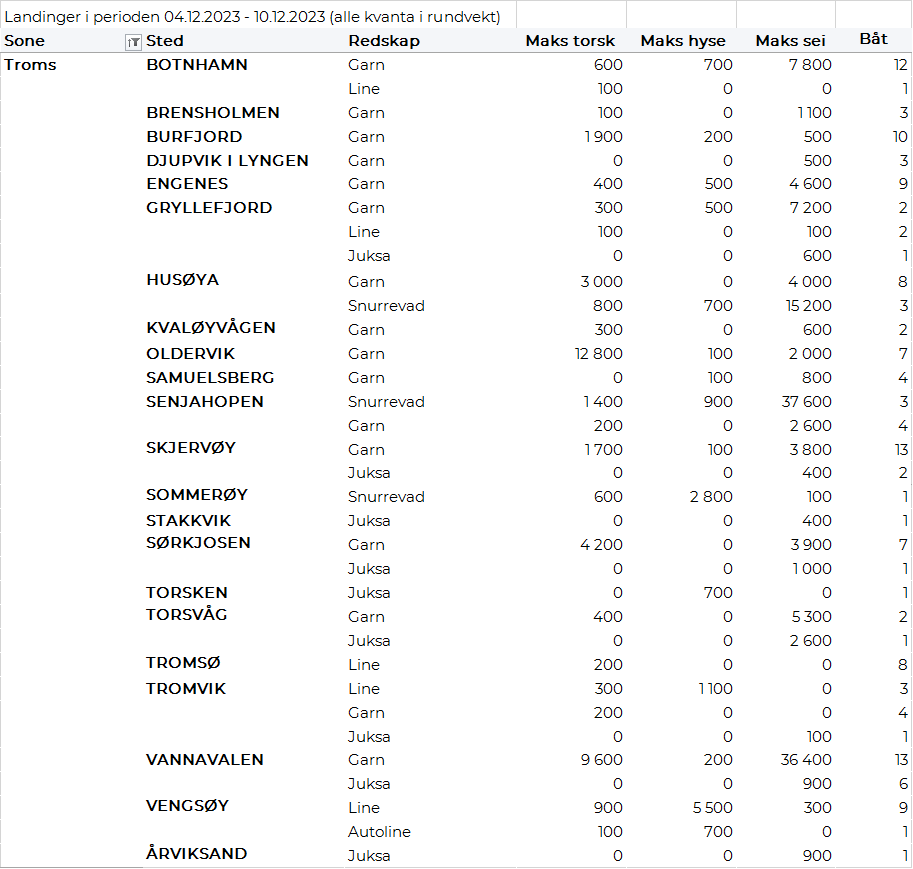 Landinger i perioden 04.12.2023 - 10.12.2023 (alle kvanta i rundvekt)
Sone Sted Redskap Maks torsk Maks hyse Maks sei Båt
Troms BOTNHAMN Garn 600 700 7 800 12
Line 100 0 0 1
BRENSHOLMEN Garn 100 0 1 100 3
BURFJORD Garn 1 900 200 500 10
DJUPVIK I LYNGEN Garn 0 0 500 3
ENGENES Garn 400 500 4 600 9
GRYLLEFJORD Garn 300 500 7 200 2
Line 100 0 100 2
Juksa 0 0 600 1
HUSØYA Garn 3 000 0 4 000 8
Snurrevad 800 700 15 200 3
KVALØYVÅGEN Garn 300 0 600 2
OLDERVIK Garn 12 800 100 2 000 7
SAMUELSBERG Garn 0 100 800 4
SENJAHOPEN Snurrevad 1 400 900 37 600 3
Garn 200 0 2 600 4
SKJERVØY Garn 1 700 100 3 800 13
Juksa 0 0 400 2
SOMMERØY Snurrevad 600 2 800 100 1
STAKKVIK Juksa 0 0 400 1
SØRKJOSEN Garn 4 200 0 3 900 7
Juksa 0 0 1 000 1
TORSKEN Juksa 0 700 0 1
TORSVÅG Garn 400 0 5 300 2
Juksa 0 0 2 600 1
TROMSØ Line 200 0 0 8
TROMVIK Line 300 1 100 0 3
Garn 200 0 0 4
Juksa 0 0 100 1
VANNAVALEN Garn 9 600 200 36 400 13
Juksa 0 0 900 6
VENGSØY Line 900 5 500 300 9
Autoline 100 700 0 1
ÅRVIKSAND Juksa 0 0 900 1